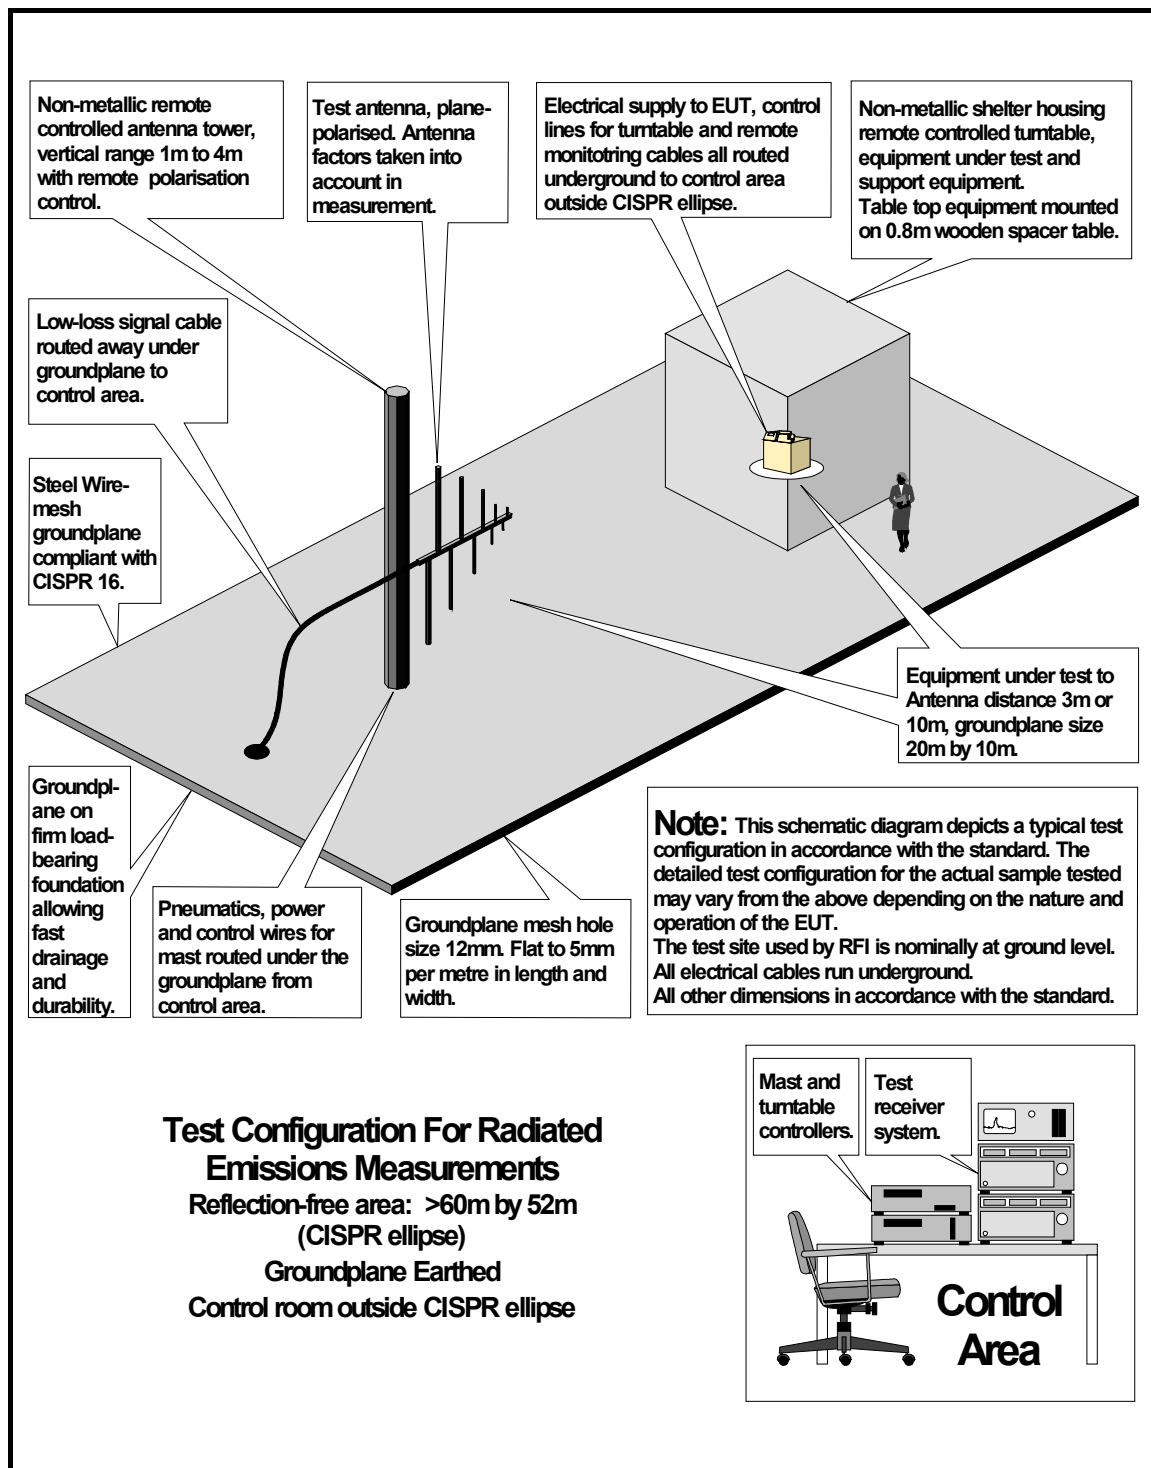 Non-metallic remote
controlled antenna tower,
vertical range 1m to 4m
with remote  polarisation
control.
Test antenna, plane-
polarised. Antenna
factors taken into
account in
measurement.
Electrical supply to EUT, control
lines for turntable and remote
monitotring cables all routed
underground to control area
outside CISPR ellipse.
Non-metallic shelter housing
remote controlled turntable,
equipment under test and
support equipment.
Table top equipment mounted
on 0.8m wooden spacer table.
Low-loss signal cable
routed away under
groundplane to
control area.
Steel Wire-
mesh
groundplane
compliant with
CISPR 16.
Equipment under test to
Antenna distance 3m or
10m, groundplane size
20m by 10m.
Groundpl-
ane on
firm load-
bearing
foundation
allowing
fast
drainage
and
durability.
Pneumatics, power
and control wires for
mast routed under the
groundplane from
control area.
Groundplane mesh hole
size 12mm. Flat to 5mm
per metre in length and
width.
Note: This schematic diagram depicts a typical test
configuration in accordance with the standard. The
detailed test configuration for the actual sample tested
may vary from the above depending on the nature and
operation of the EUT.
The test site used by RFI is nominally at ground level.
All electrical cables run underground.
All other dimensions in accordance with the standard.
Test Configuration For Radiated
Emissions Measurements
Reflection-free area:  >60m by 52m
(CISPR ellipse)
Groundplane Earthed
Control room outside CISPR ellipse
Mast and
turntable
controllers.
Test
receiver
system.
Control
Area